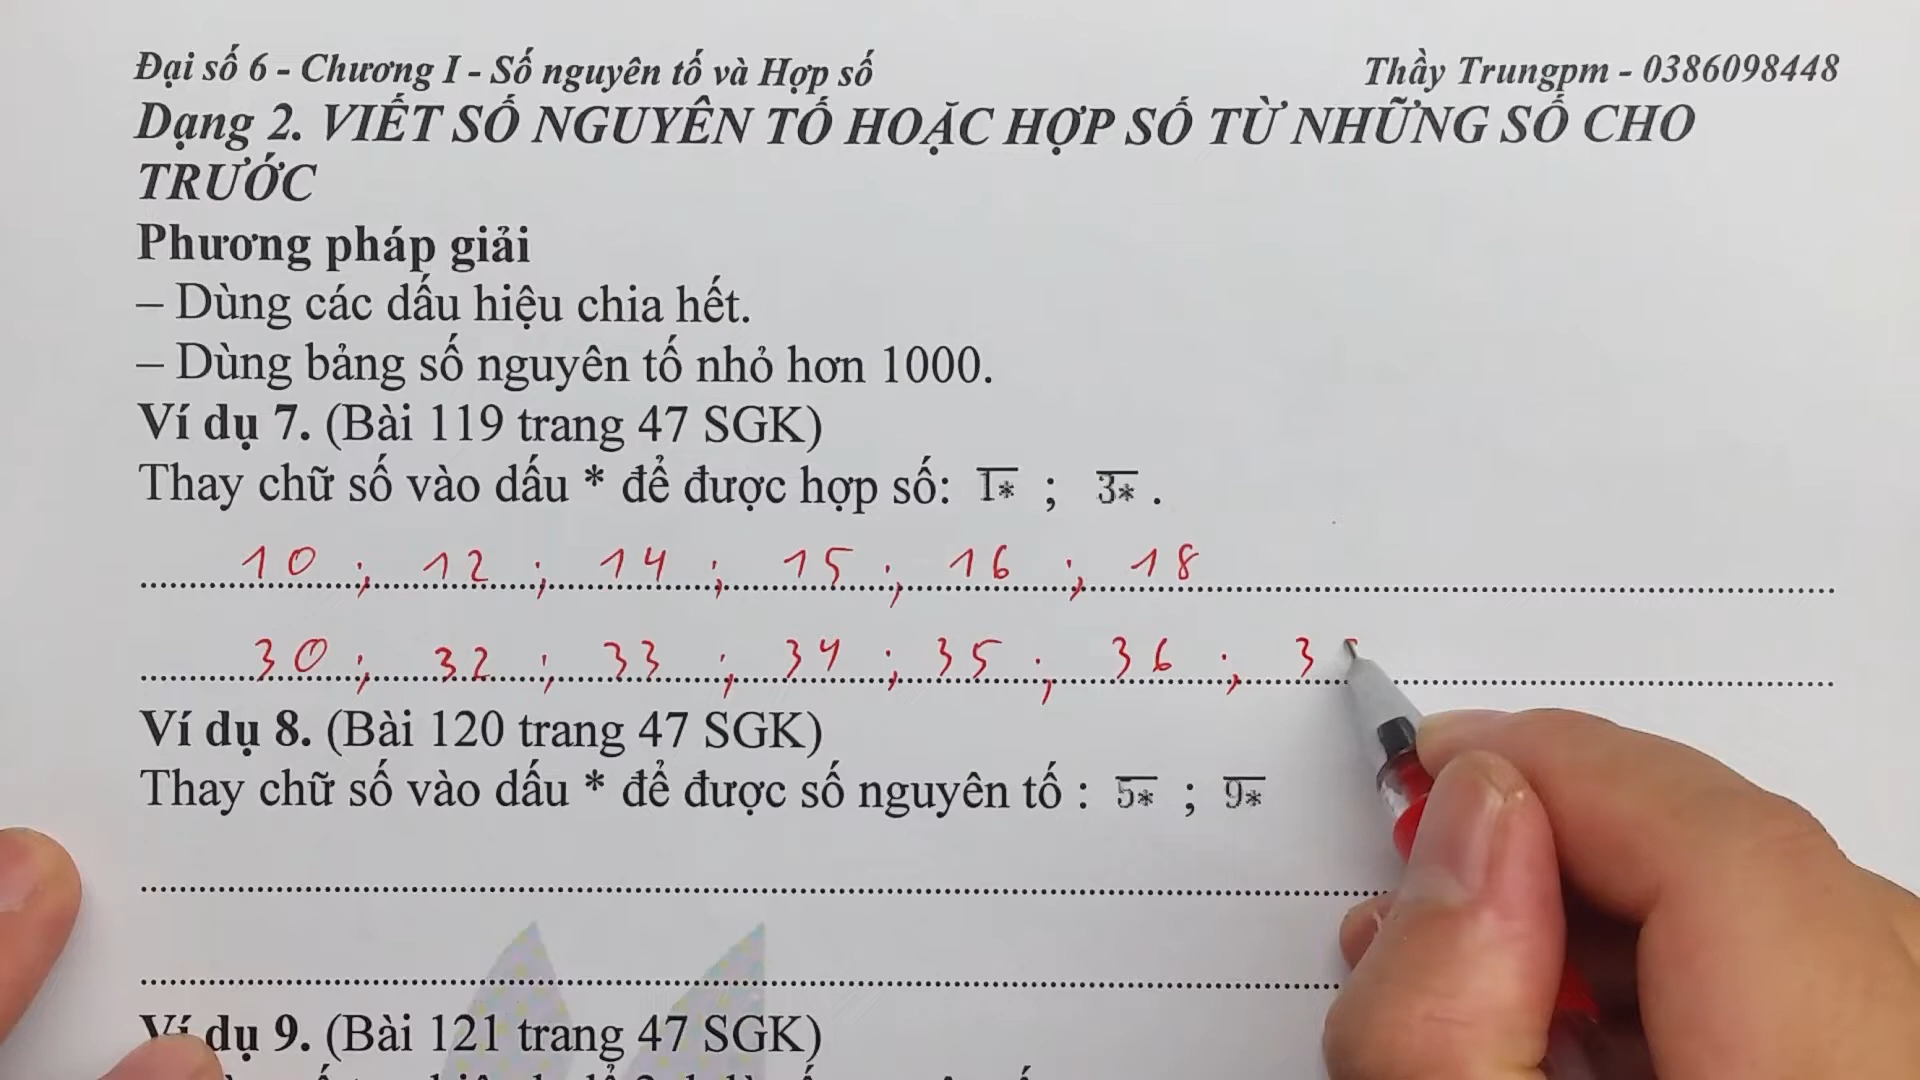 Đại số 6 - Chương I - Số nguyên tố và Hợp số Thầy Trungpm - 0386098448
Dạng 2. VIẾT SỐ NGUYÊN TỐ HOẶC HỢP SỐ TỪ NHỮNG SỐ CHO
TRƯỚC
Phương pháp giải
– Dùng các dấu hiệu chia hết.
– Dùng bảng số nguyên tố nhỏ hơn 1000.
Ví dụ 7. (Bài 119 trang 47 SGK)
Thay chữ số vào dấu * để được hợp số: 1* ; 3* .
10 ; 12 ; 14 ; 15 ; 16 ; 18
30 ; 32 ; 33 ; 34 ; 35 ; 36 ; 3
Ví dụ 8. (Bài 120 trang 47 SGK)
Thay chữ số vào dấu * để được số nguyên tố : 5* ; 9*
Ví dụ 9. (Bài 121 trang 47 SGK)